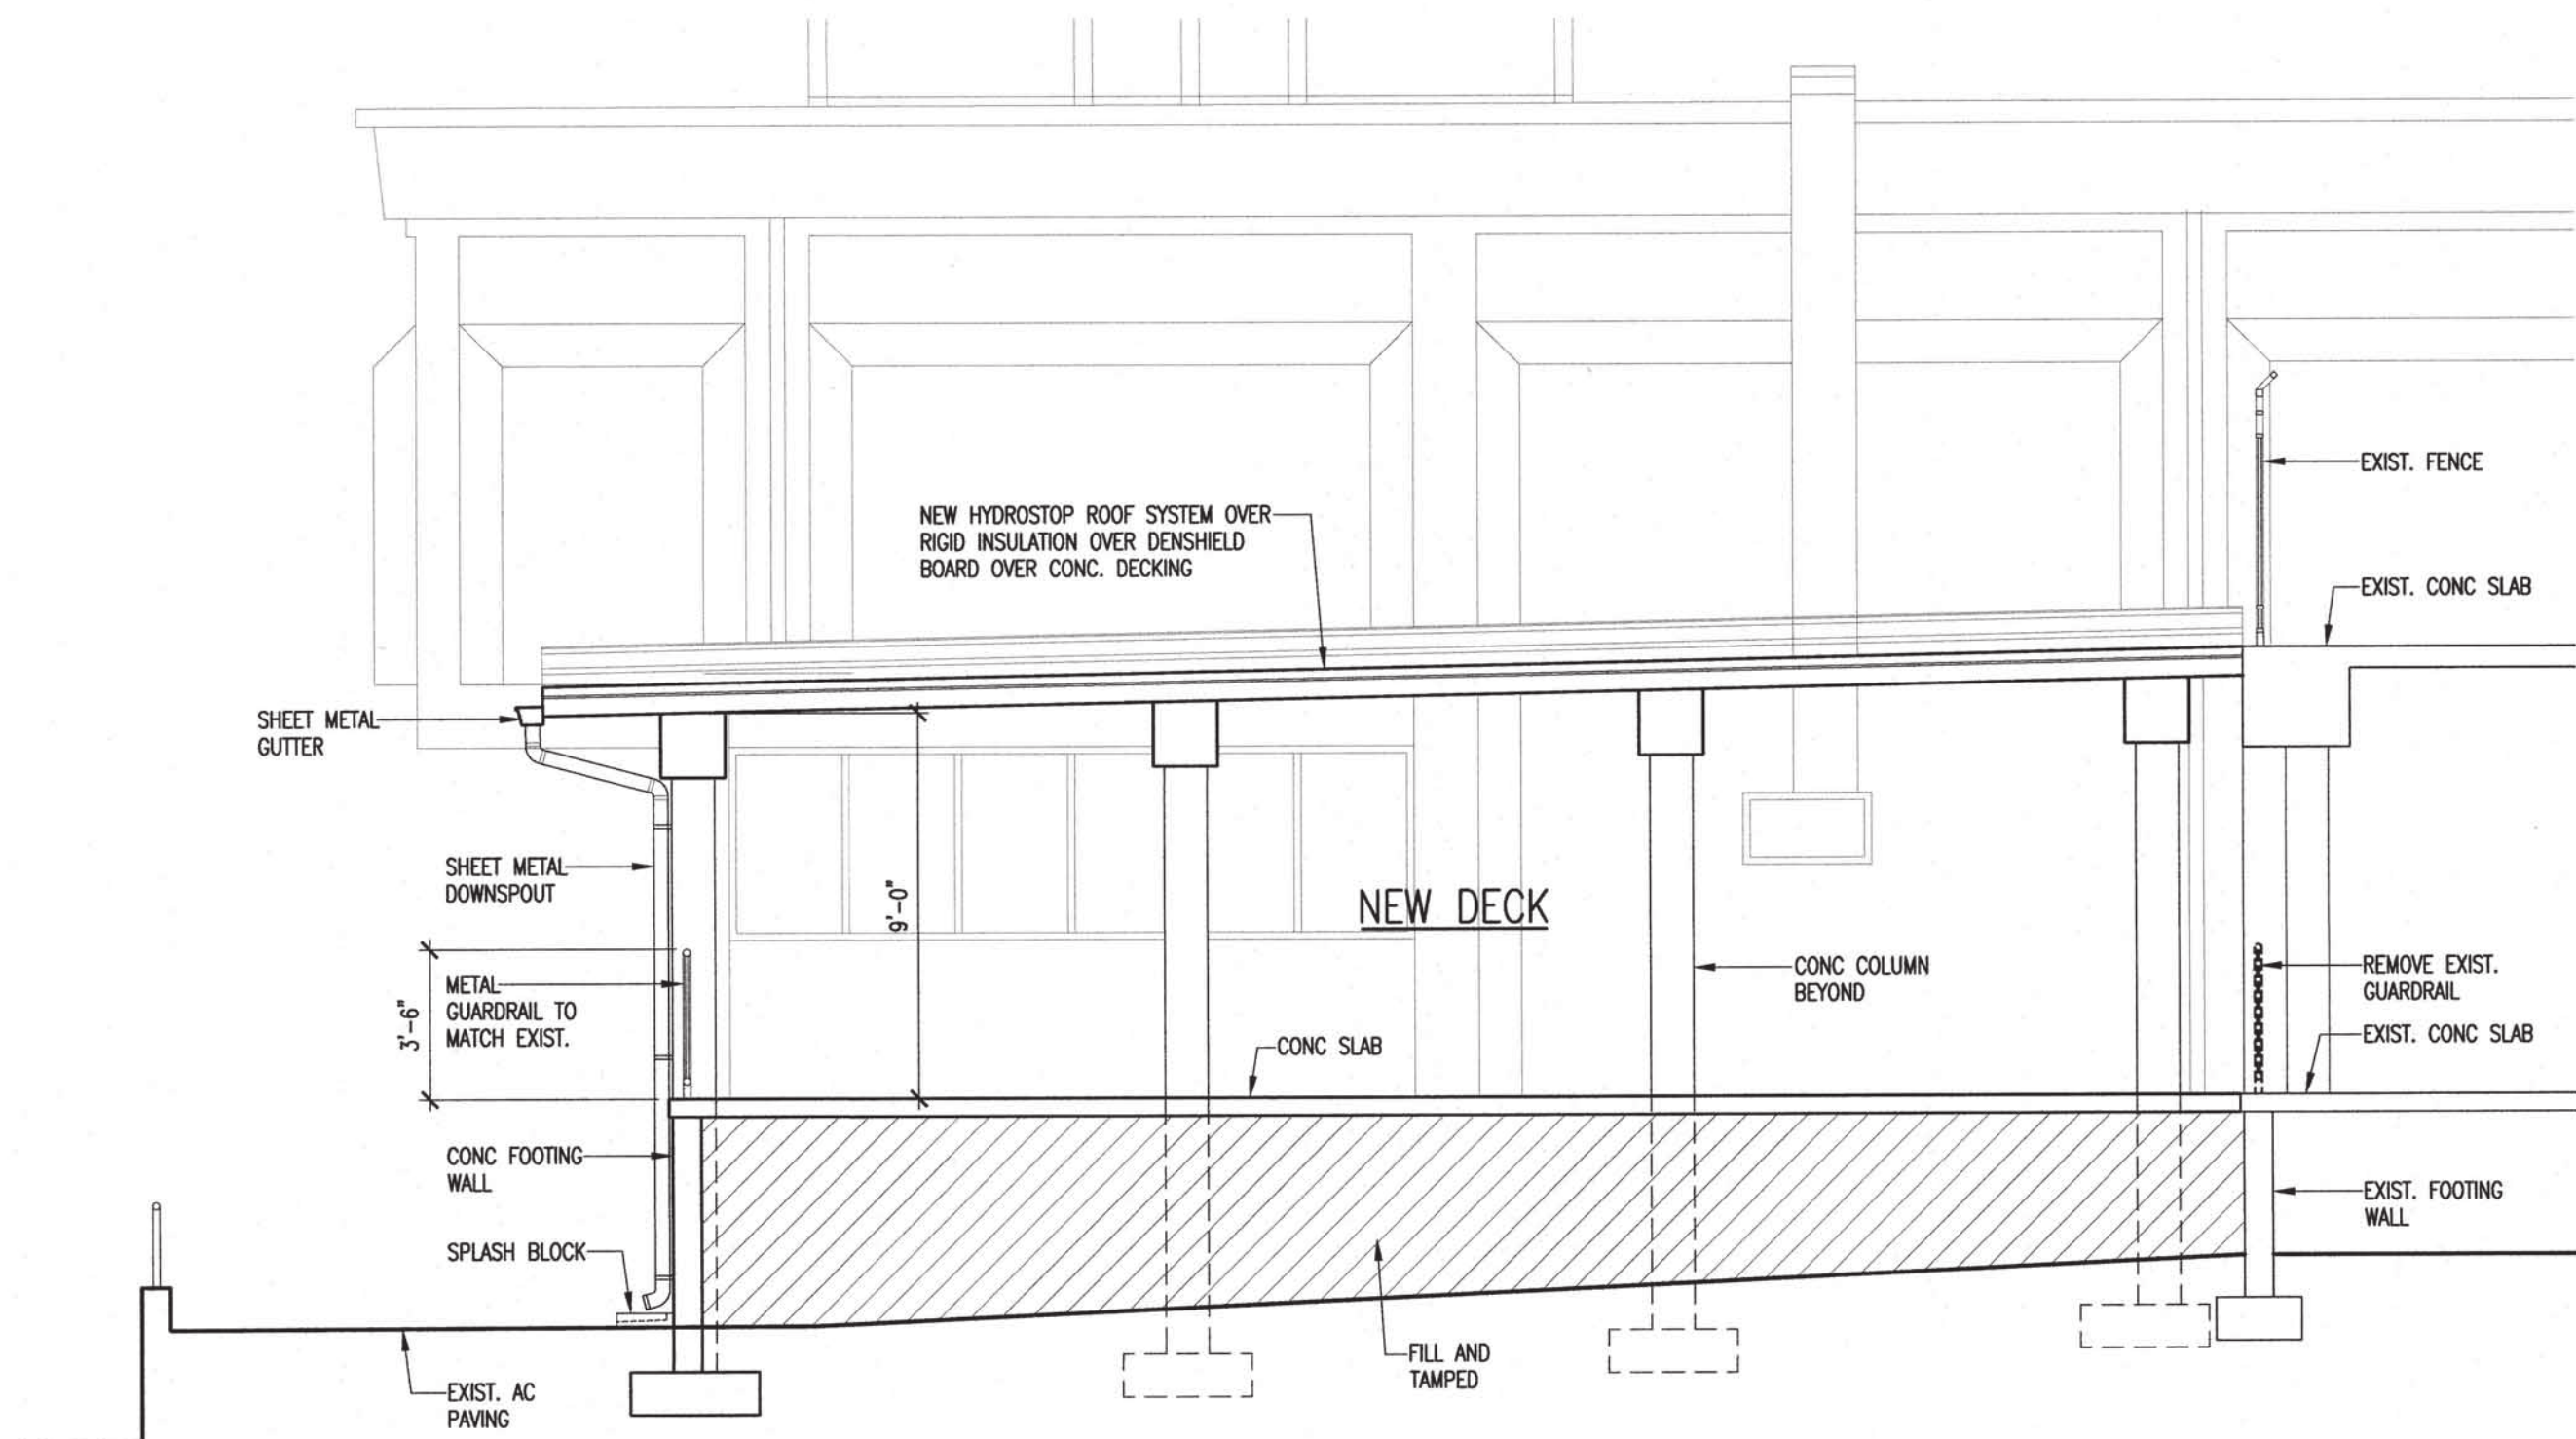 EXIST. FENCE
NEW HYDROSTOP ROOF SYSTEM OVER
RIGID INSULATION OVER DENSHIELD
BOARD OVER CONC. DECKING
EXIST. CONC SLAB
SHEET METAL
GUTTER
SHEET METAL
DOWNSPOUT
9'-0"
NEW DECK
3'-6"
METAL
GUARDRAIL TO
MATCH EXIST.
CONC COLUMN
BEYOND
REMOVE EXIST.
GUARDRAIL
CONC SLAB
EXIST. CONC SLAB
CONC FOOTING
WALL
EXIST. FOOTING
WALL
SPLASH BLOCK
FILL AND
TAMPED
EXIST. AC
PAVING